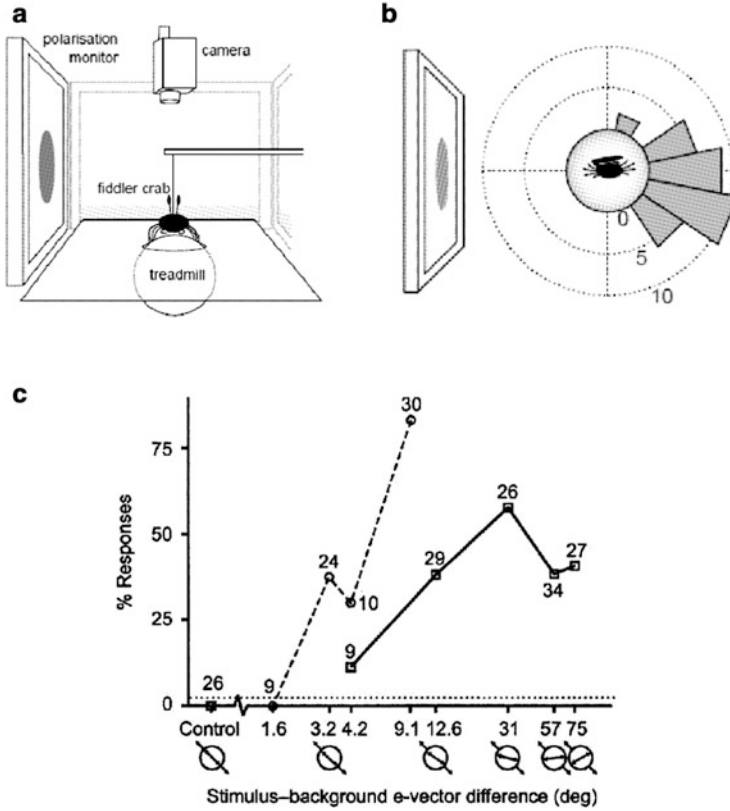 a
polarisation
monitor
camera
fiddler crab
treadmill
b
0
5
10
c
% Responses
75
50
25
0
26
9
24
10
30
9
29
26
34
27
Control 1.6 3.2 4.2 9.1 12.6 31 57 75
Stimulus–background e-vector difference (deg)